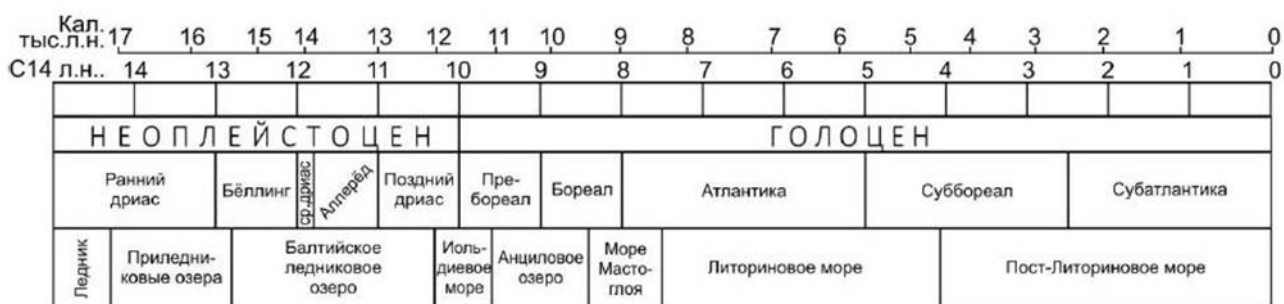 Кал.
тыс.л.н. 17 16 15 14 13 12 11 10 9 8 7 6 5 4 3 2 1 0
С14 л.н.. 14 13 12 11 10 9 8 7 6 5 4 3 2 1 0
НЕОПЛЕЙСТОЦЕН ГОЛОЦЕН
Ранний
дриас
Бёллинг
ср.дриас
Аллерёд
Поздний
дриас
Пре-
бореал
Бореал
Атлантика
Суббореал
Субатлантика
Ледник
Приледни-
ковые озера
Балтийское
ледниковое
озеро
Иоль-
диевое
море
Анциловое
озеро
Море
Масто-
глоя
Литориновое море
Пост-Литориновое море